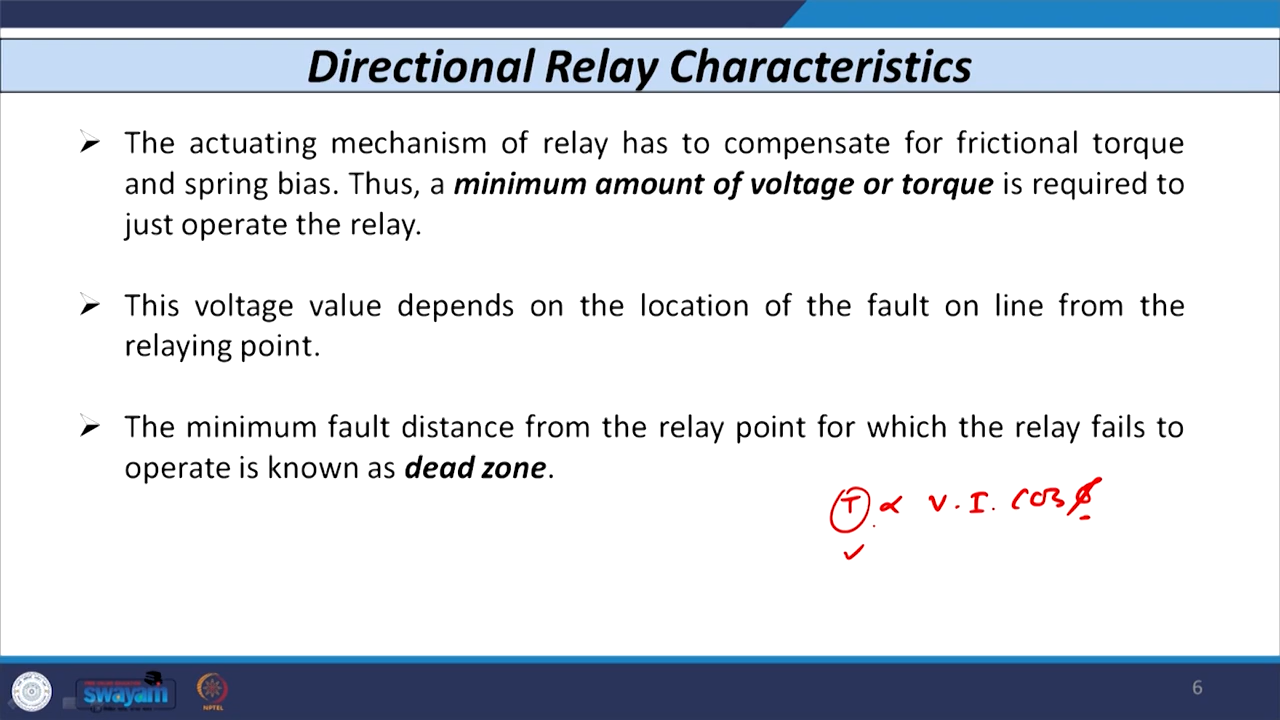 Directional Relay Characteristics
➢ The actuating mechanism of relay has to compensate for frictional torque
and spring bias. Thus, a minimum amount of voltage or torque is required to
just operate the relay.
➢ This voltage value depends on the location of the fault on line from the
relaying point.
➢ The minimum fault distance from the relay point for which the relay fails to
operate is known as dead zone.
T ∝ V. I. cos ϕ
swayam
NPTEL
6